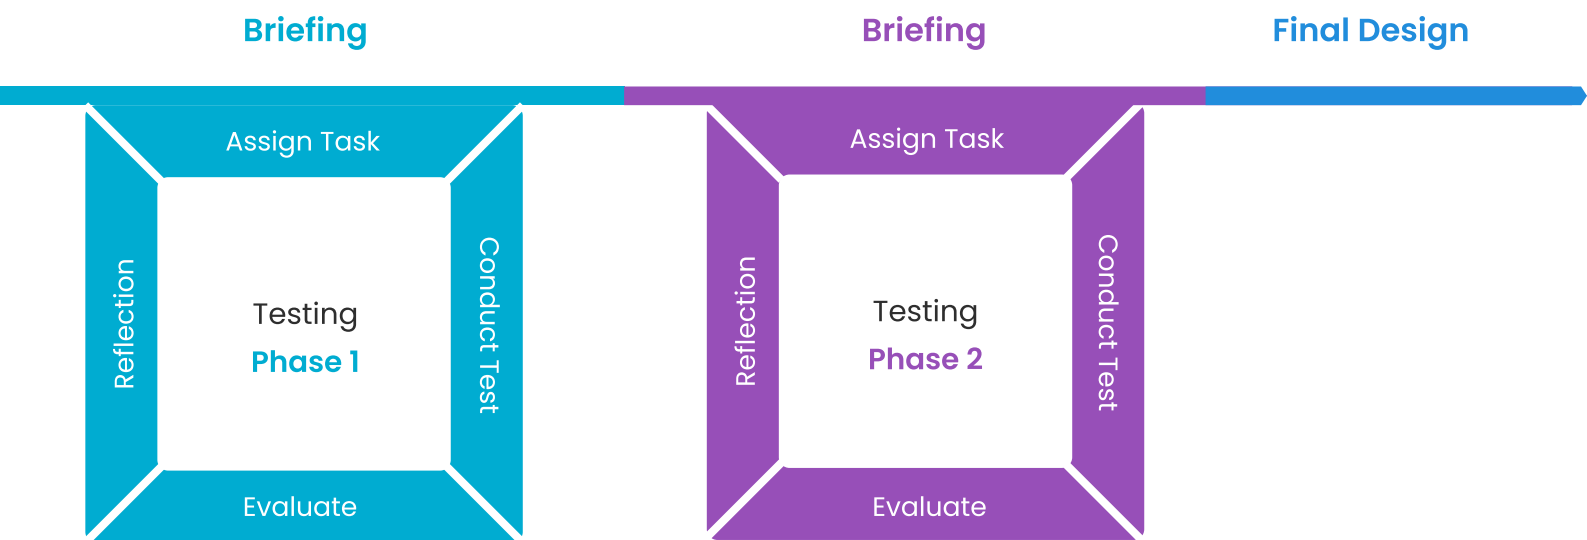 Briefing
Briefing
Final Design
Assign Task
Reflection
Testing
Phase 1
Conduct Test
Evaluate
Assign Task
Reflection
Testing
Phase 2
Conduct Test
Evaluate